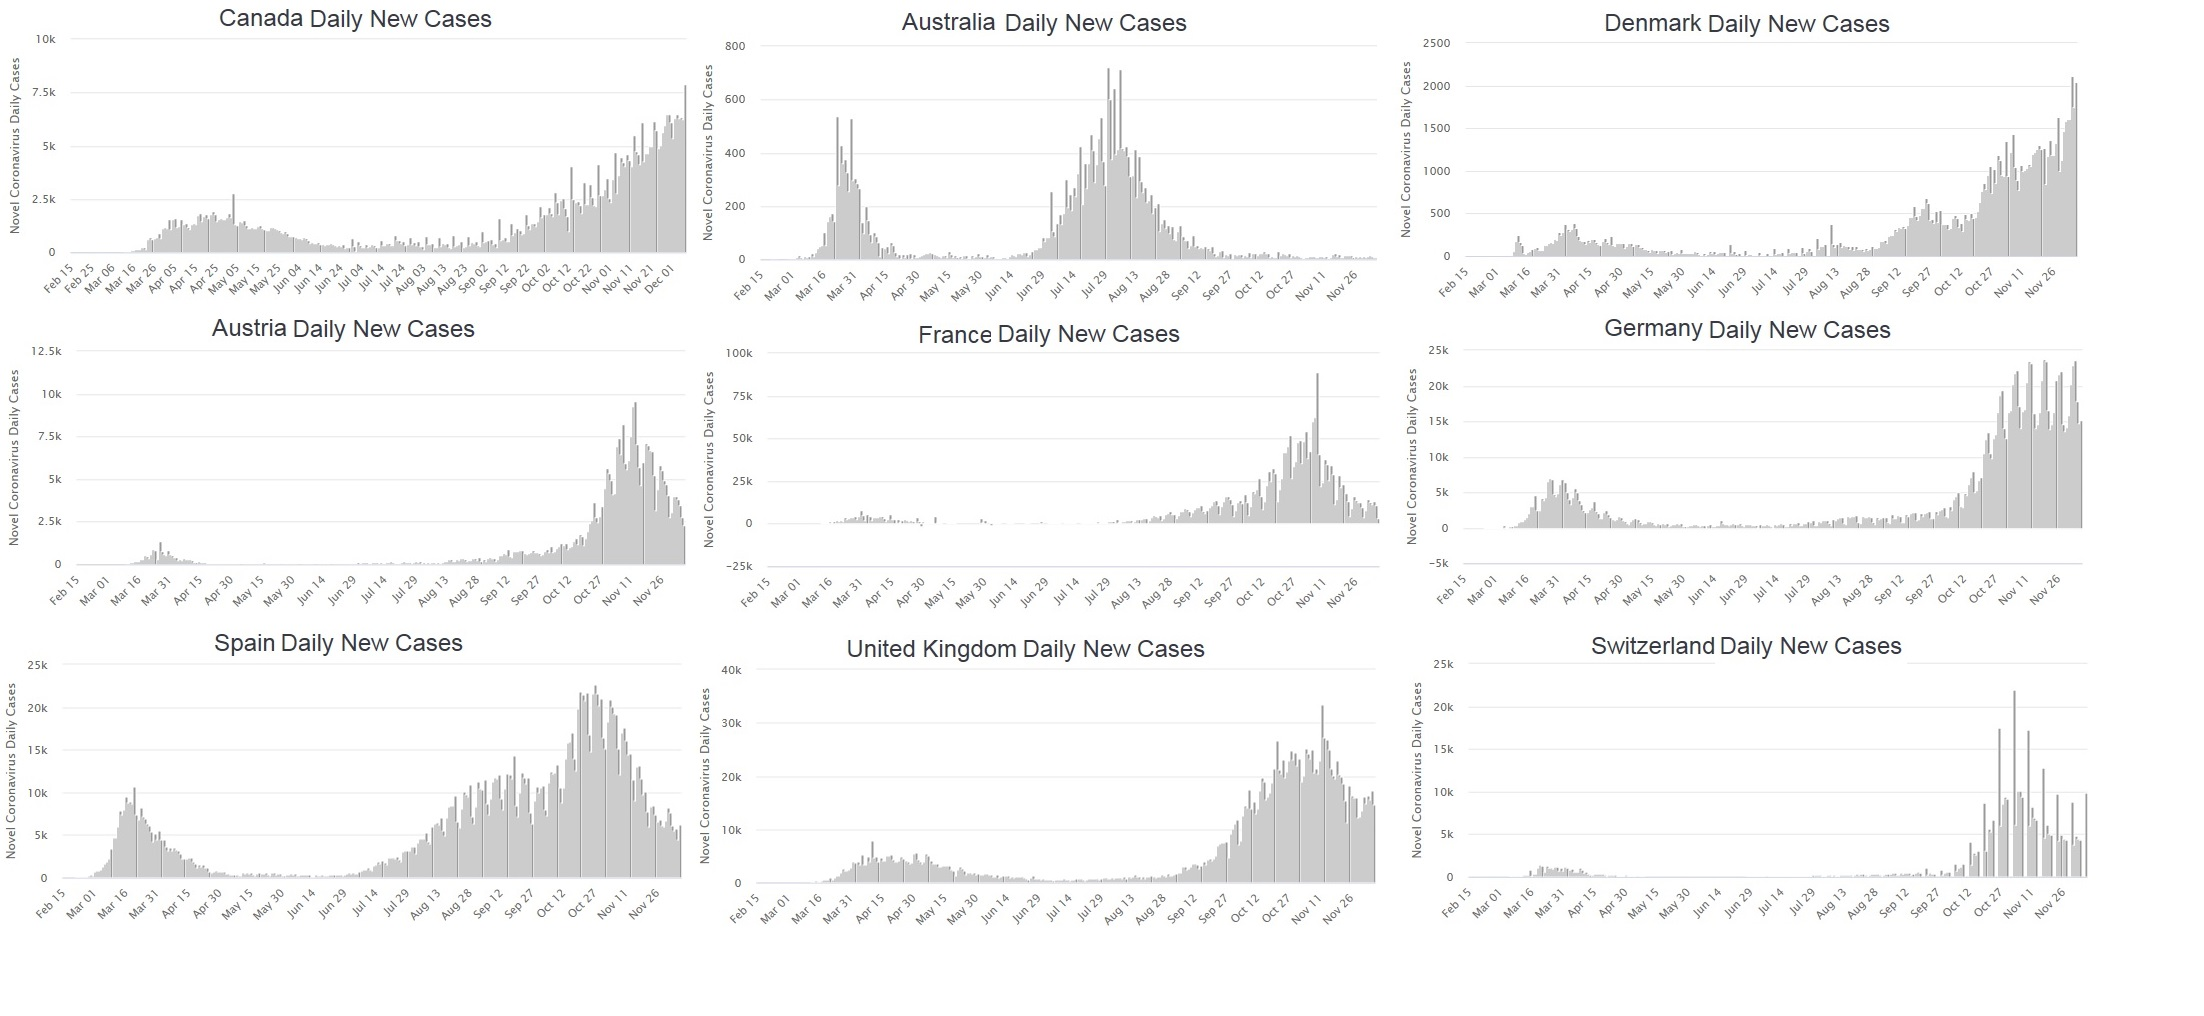 Canada Daily New Cases
Novel Coronavirus Daily Cases
10k
7.5k
5k
2.5k
0
Feb 15
Feb 25
Mar 06
Mar 16
Mar 26
Apr 05
Apr 15
Apr 25
May 05
May 15
May 25
Jun 04
Jun 14
Jun 24
Jul 04
Jul 14
Jul 24
Aug 03
Aug 13
Aug 23
Sep 02
Sep 12
Sep 22
Oct 02
Oct 12
Oct 22
Nov 01
Nov 11
Nov 21
Dec 01
Australia Daily New Cases
Novel Coronavirus Daily Cases
800
600
400
200
0
Feb 15
Mar 01
Mar 16
Mar 31
Apr 15
Apr 30
May 15
May 30
Jun 14
Jun 29
Jul 14
Jul 29
Aug 13
Aug 28
Sep 12
Sep 27
Oct 12
Oct 27
Nov 11
Nov 26
Denmark Daily New Cases
Novel Coronavirus Daily Cases
2500
2000
1500
1000
500
0
Feb 15
Mar 01
Mar 16
Mar 31
Apr 15
Apr 30
May 15
May 30
Jun 14
Jun 29
Jul 14
Jul 29
Aug 13
Aug 28
Sep 12
Sep 27
Oct 12
Oct 27
Nov 11
Nov 26
Austria Daily New Cases
Novel Coronavirus Daily Cases
12.5k
10k
7.5k
5k
2.5k
0
Feb 15
Mar 01
Mar 16
Mar 31
Apr 15
Apr 30
May 15
May 30
Jun 14
Jun 29
Jul 14
Jul 29
Aug 13
Aug 28
Sep 12
Sep 27
Oct 12
Oct 27
Nov 11
Nov 26
France Daily New Cases
Novel Coronavirus Daily Cases
100k
75k
50k
25k
0
−25k
Feb 15
Mar 01
Mar 16
Mar 31
Apr 15
Apr 30
May 15
May 30
Jun 14
Jun 29
Jul 14
Jul 29
Aug 13
Aug 28
Sep 12
Sep 27
Oct 12
Oct 27
Nov 11
Nov 26
Germany Daily New Cases
Novel Coronavirus Daily Cases
25k
20k
15k
10k
5k
0
−5k
Feb 15
Mar 01
Mar 16
Mar 31
Apr 15
Apr 30
May 15
May 30
Jun 14
Jun 29
Jul 14
Jul 29
Aug 13
Aug 28
Sep 12
Sep 27
Oct 12
Oct 27
Nov 11
Nov 26
Spain Daily New Cases
Novel Coronavirus Daily Cases
25k
20k
15k
10k
5k
0
Feb 15
Mar 01
Mar 16
Mar 31
Apr 15
Apr 30
May 15
May 30
Jun 14
Jun 29
Jul 14
Jul 29
Aug 13
Aug 28
Sep 12
Sep 27
Oct 12
Oct 27
Nov 11
Nov 26
United Kingdom Daily New Cases
Novel Coronavirus Daily Cases
40k
30k
20k
10k
0
Feb 15
Mar 01
Mar 16
Mar 31
Apr 15
Apr 30
May 15
May 30
Jun 14
Jun 29
Jul 14
Jul 29
Aug 13
Aug 28
Sep 12
Sep 27
Oct 12
Oct 27
Nov 11
Nov 26
Switzerland Daily New Cases
Novel Coronavirus Daily Cases
25k
20k
15k
10k
5k
0
Feb 15
Mar 01
Mar 16
Mar 31
Apr 15
Apr 30
May 15
May 30
Jun 14
Jun 29
Jul 14
Jul 29
Aug 13
Aug 28
Sep 12
Sep 27
Oct 12
Oct 27
Nov 11
Nov 26